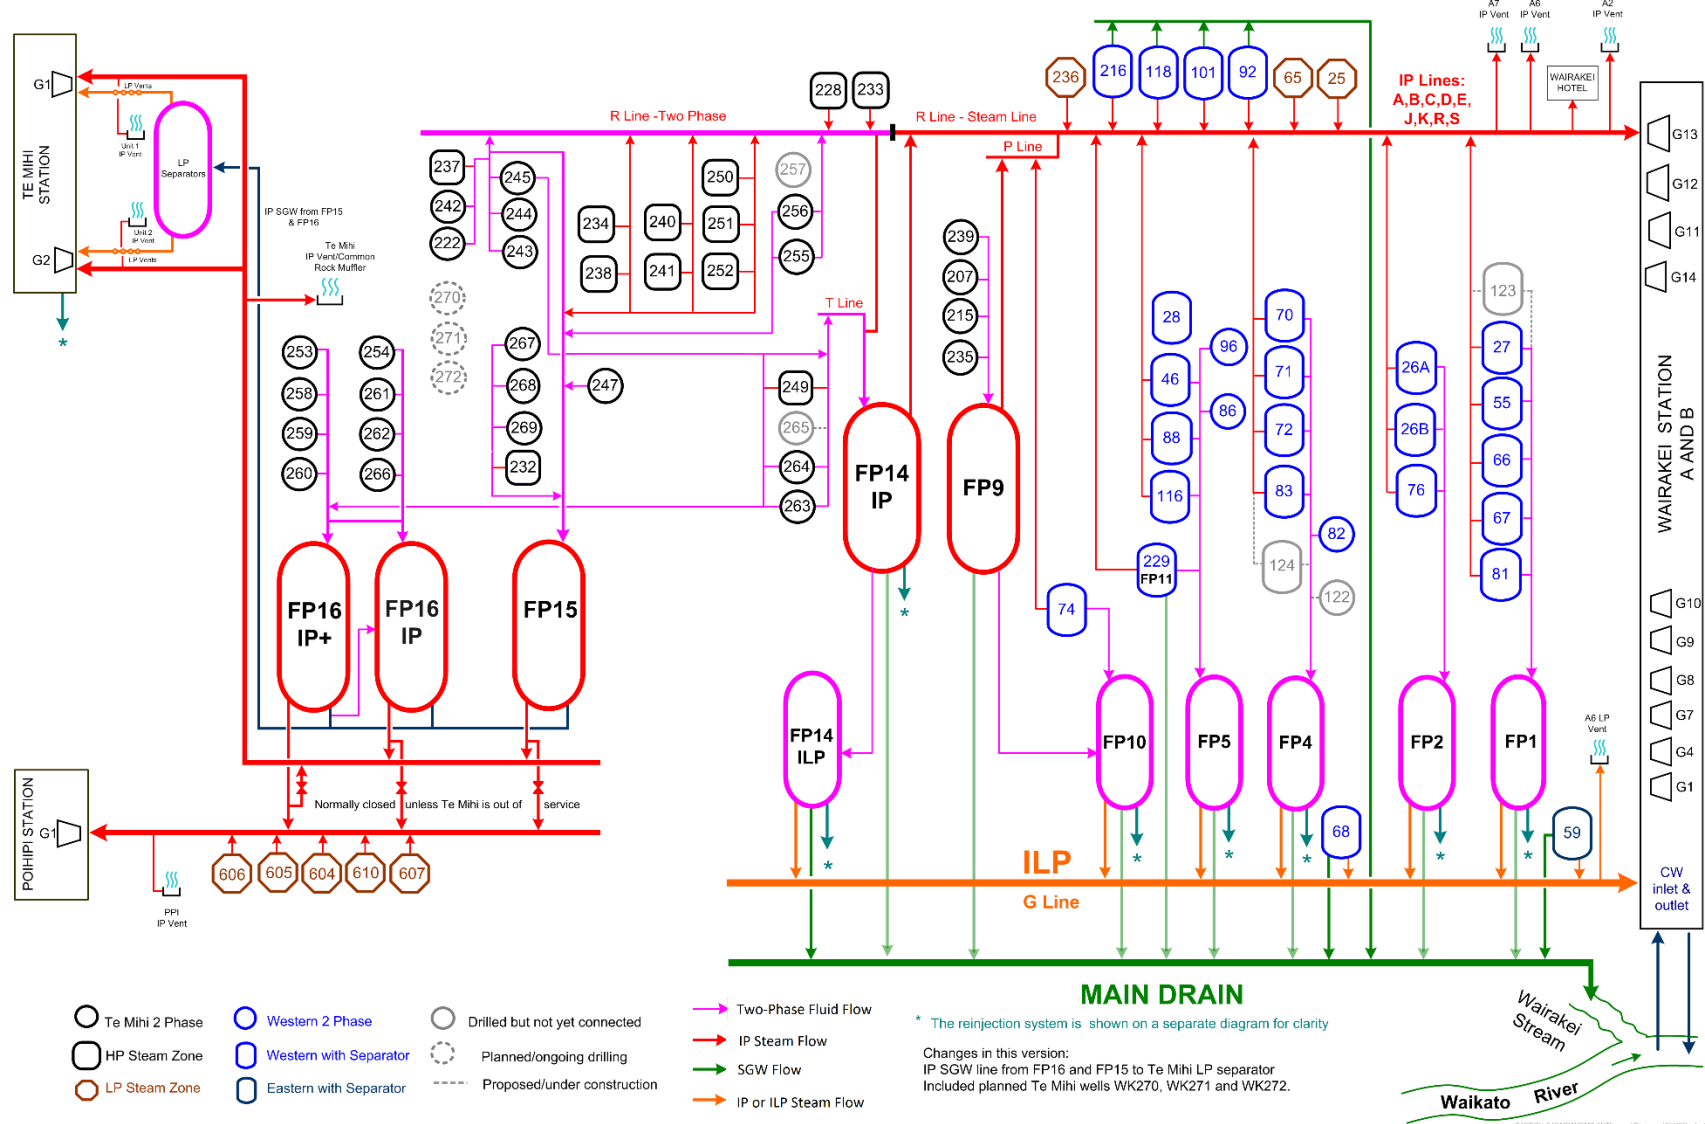 A7
IP Vent
A6
IP Vent
A2
IP Vent
TE MIHI
STATION
G1
G2
LP Vents
Unit.1
IP Vent
LP
Separators
Unit.2
IP Vent
LP Vents
*
IP SGW from FP15
& FP16
Te Mihi
IP Vent/Common
Rock Muffler
R Line -Two Phase
228
233
R Line - Steam Line
P Line
236
216
118
101
92
65
25
IP Lines:
A,B,C,D,E,
J,K,R,S
WAIRAKEI
HOTEL
G13
G12
G11
G14
WAIRAKEI STATION
A AND B
G10
G9
G8
G7
G4
G1
CW
inlet &
outlet
237
242
222
245
244
243
234
238
240
241
250
251
252
257
256
255
270
271
272
267
268
269
232
247
T Line
249
265
264
263
239
207
215
235
253
258
259
260
254
261
262
266
28
46
88
116
96
86
229
FP11
74
70
71
72
83
82
124
122
26A
26B
76
123
27
55
66
67
81
FP16
IP+
FP16
IP
FP15
FP14
IP
*
FP9
FP14
ILP
FP10
FP5
FP4
FP2
FP1
68
59
A6 LP
Vent
*
*
*
*
*
*
POIHIPI STATION
G1
Normally closed unless Te Mihi is out of service
606
605
604
610
607
PPI
IP Vent
ILP
G Line
MAIN DRAIN
* The reinjection system is shown on a separate diagram for clarity
Changes in this version:
IP SGW line from FP16 and FP15 to Te Mihi LP separator
Included planned Te Mihi wells WK270, WK271 and WK272.
Te Mihi 2 Phase
HP Steam Zone
LP Steam Zone
Western 2 Phase
Western with Separator
Eastern with Separator
Drilled but not yet connected
Planned/ongoing drilling
Proposed/under construction
Two-Phase Fluid Flow
IP Steam Flow
SGW Flow
IP or ILP Steam Flow
Wairakei
Stream
Waikato River